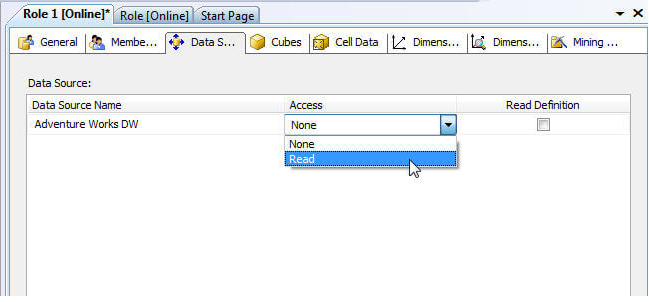 Role 1 [Online]* Role [Online] Start Page
General Membe... Data S... Cubes Cell Data Dimens... Dimens... Mining ...
Data Source:
Data Source Name Access Read Definition
Adventure Works DW None
None
Read